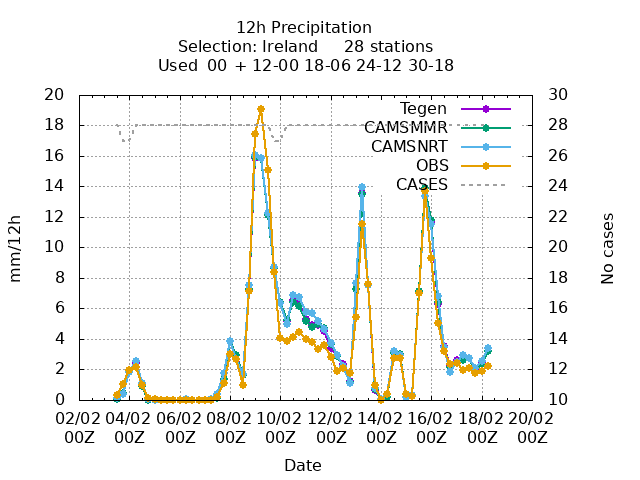 12h Precipitation
Selection: Ireland 28 stations
Used 00 + 12-00 18-06 24-12 30-18
20 30
18 28
16 26
14 24
12 22
10 20
8 18
6 16
4 14
2 12
0 10
Tegen
CAMSMMR
CAMSNRT
OBS
CASES
mm/12h
No cases
02/02 04/02 06/02 08/02 10/02 12/02 14/02 16/02 18/02 20/02
00Z 00Z 00Z 00Z 00Z 00Z 00Z 00Z 00Z 00Z
Date